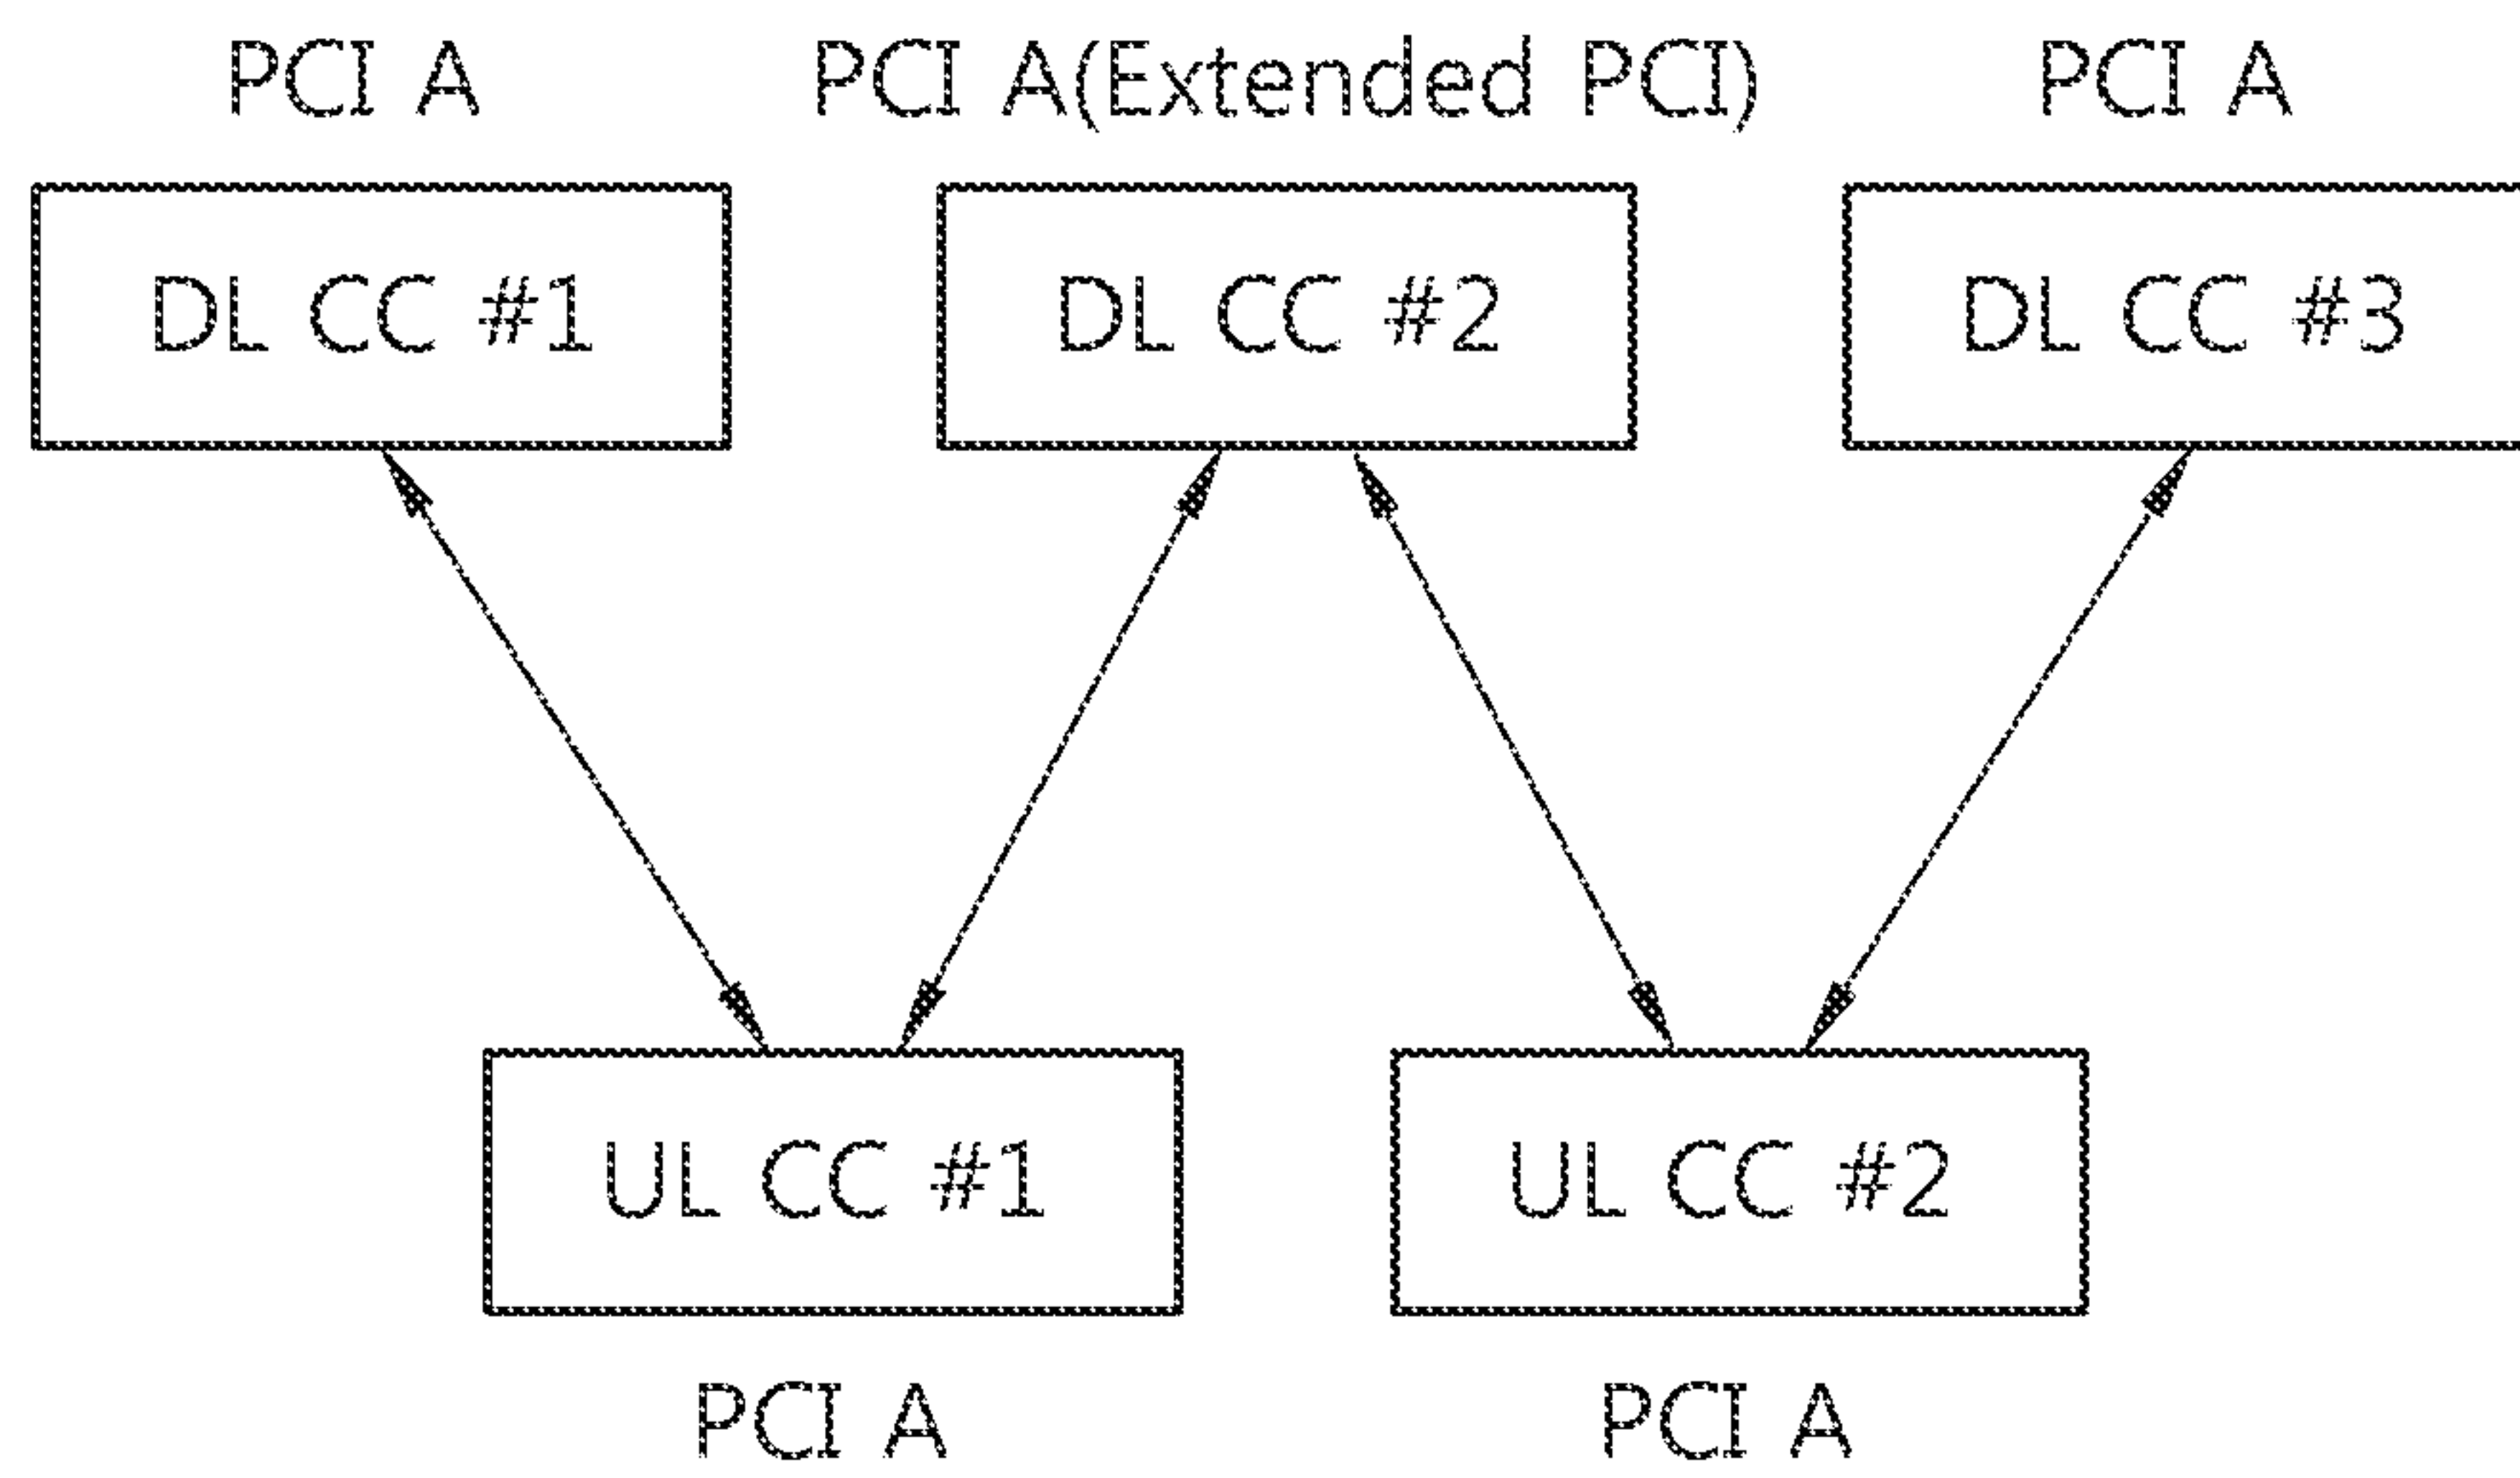 PCI A PCI A(Extended PCI) PCI A
DL CC #1 DL CC #2 DL CC #3
UL CC #1 UL CC #2
PCI A PCI A